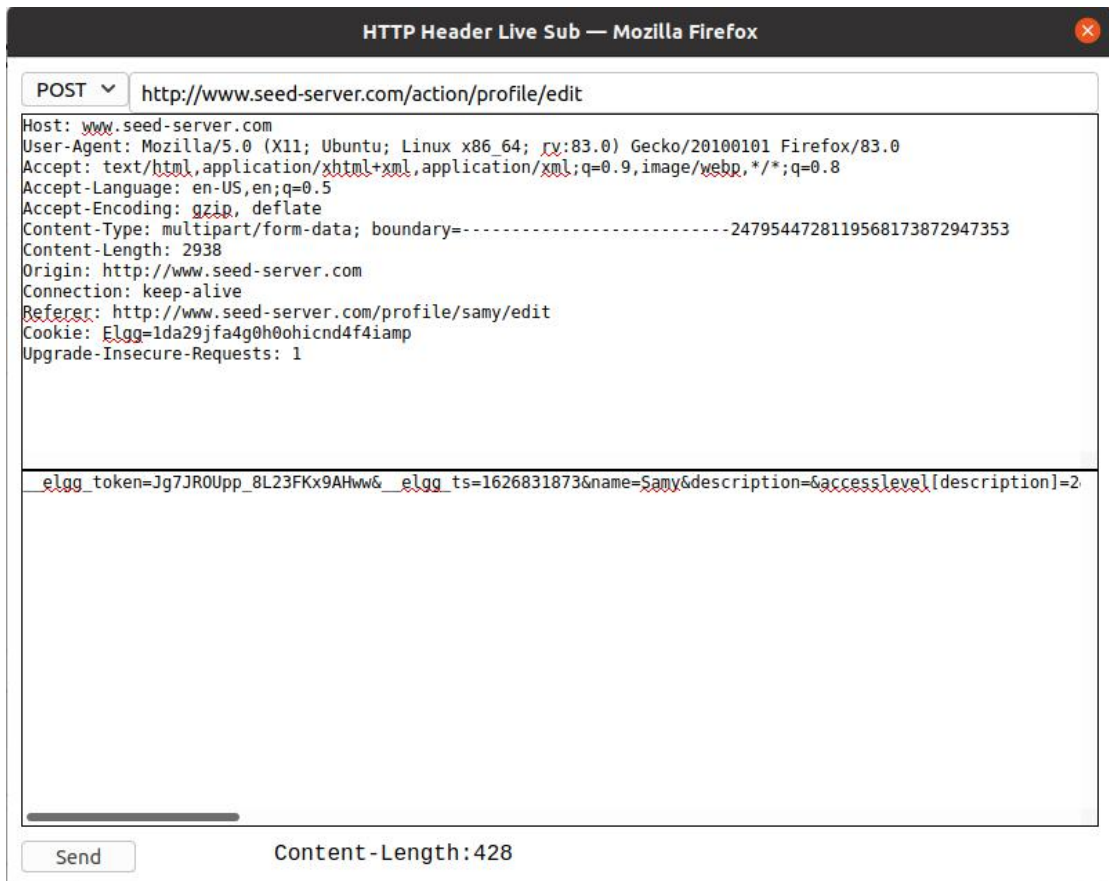 HTTP Header Live Sub — Mozilla Firefox
POST http://www.seed-server.com/action/profile/edit
Host: www.seed-server.com
User-Agent: Mozilla/5.0 (X11; Ubuntu; Linux x86_64; rv:83.0) Gecko/20100101 Firefox/83.0
Accept: text/html,application/xhtml+xml,application/xml;q=0.9,image/webp,*/*;q=0.8
Accept-Language: en-US,en;q=0.5
Accept-Encoding: gzip, deflate
Content-Type: multipart/form-data; boundary=---------------------------2479544728119568173872947353
Content-Length: 2938
Origin: http://www.seed-server.com
Connection: keep-alive
Referer: http://www.seed-server.com/profile/samy/edit
Cookie: Elgg=1da29jfa4g0h0ohicnd4f4iamp
Upgrade-Insecure-Requests: 1
__elgg_token=Jg7JROUpp_8L23FKx9AHww&__elgg_ts=1626831873&name=Samy&description=&accesslevel[description]=2
Send Content-Length:428